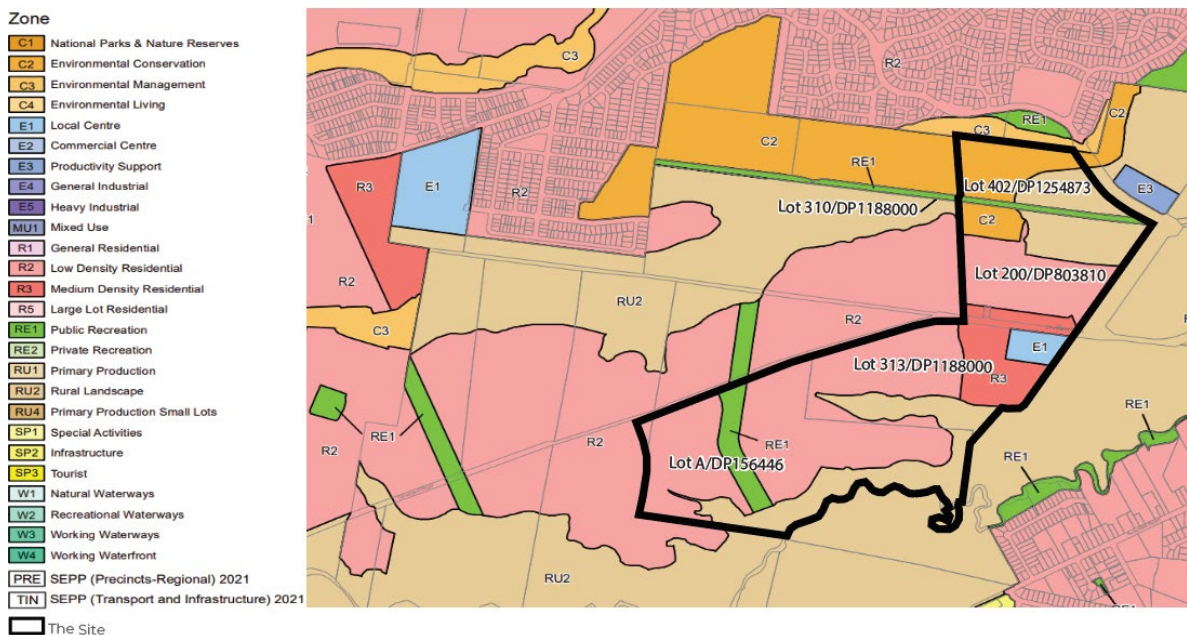 Zone
C1 National Parks & Nature Reserves
C2 Environmental Conservation
C3 Environmental Management
C4 Environmental Living
E1 Local Centre
E2 Commercial Centre
E3 Productivity Support
E4 General Industrial
E5 Heavy Industrial
MU1 Mixed Use
R1 General Residential
R2 Low Density Residential
R3 Medium Density Residential
R5 Large Lot Residential
RE1 Public Recreation
RE2 Private Recreation
RU1 Primary Production
RU2 Rural Landscape
RU4 Primary Production Small Lots
SP1 Special Activities
SP2 Infrastructure
SP3 Tourist
W1 Natural Waterways
W2 Recreational Waterways
W3 Working Waterways
W4 Working Waterfront
PRE SEPP (Precincts-Regional) 2021
TIN SEPP (Transport and Infrastructure) 2021
The Site
C3
C3
R2
RE1
C2
C3
C2
RE1
R3
E1
R2
Lot 402/DP1254873
E3
Lot 310/DP1188000
C2
R2
Lot 200/DP803810
RU2
C3
R2
E1
Lot 313/DP1188000
R3
RE1
RE1
R2
RE1
R2
RE1
Lot A/DP156446
RE1
RU2
RU2
R2